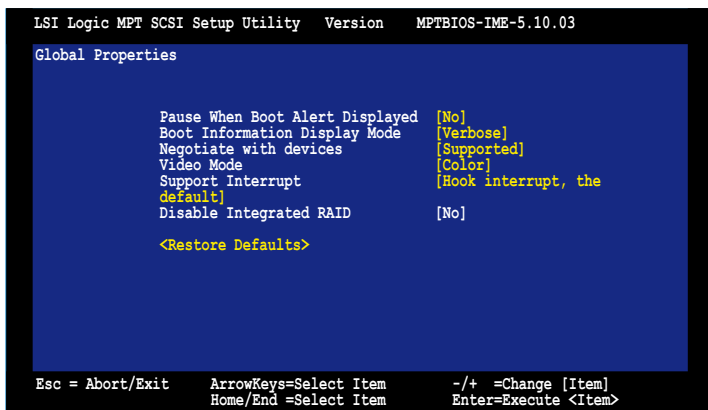 LSI Logic MPT SCSI Setup Utility Version MPTBIOS-IME-5.10.03
Global Properties
Pause When Boot Alert Displayed [No]
Boot Information Display Mode [Verbose]
Negotiate with devices [Supported]
Video Mode [Color]
Support Interrupt [Hook interrupt, the
default]
Disable Integrated RAID [No]
<Restore Defaults>
Esc = Abort/Exit ArrowKeys=Select Item -/+ =Change [Item]
Home/End =Select Item Enter=Execute <Item>